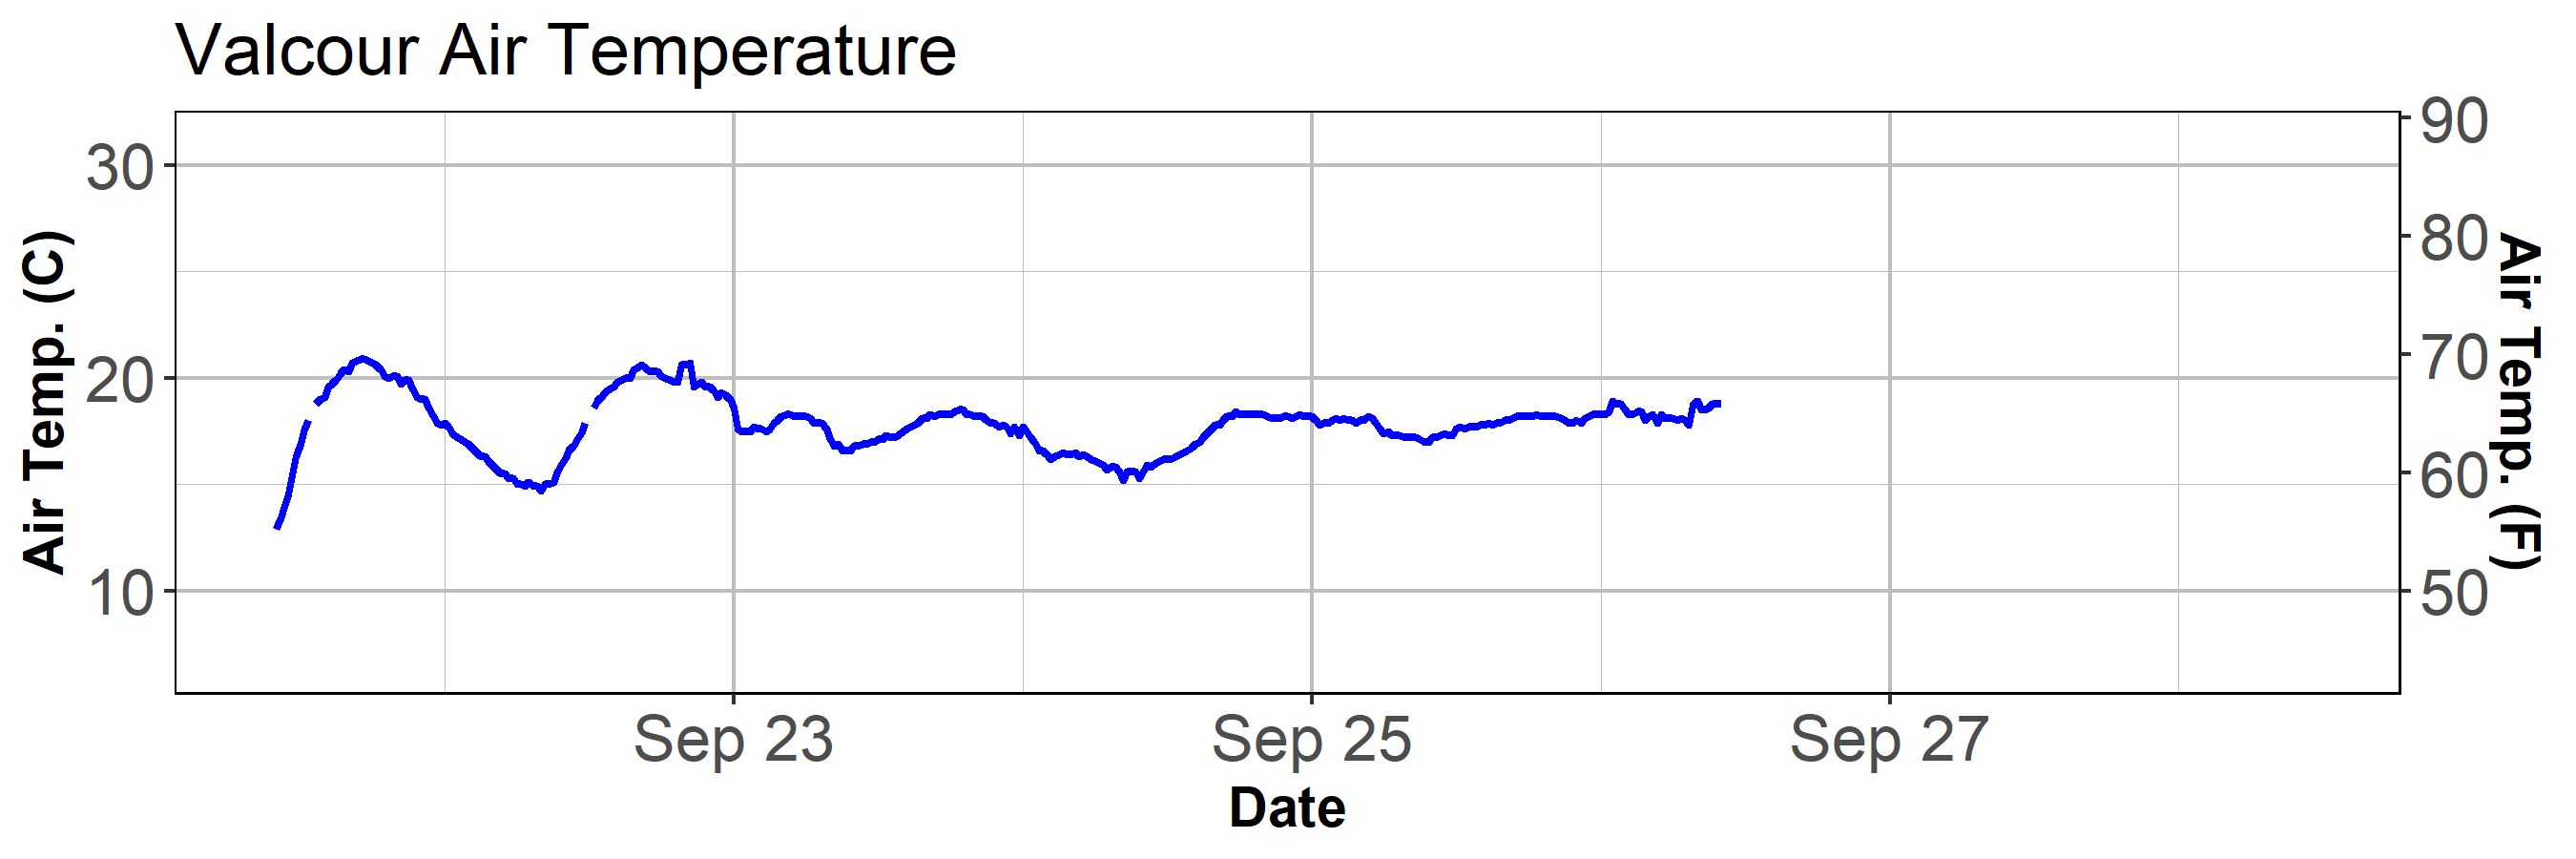 Valcour Air Temperature
Air Temp. (C)
30
20
10
90
80
70
60
50
Air Temp. (F)
Sep 23
Sep 25
Sep 27
Date